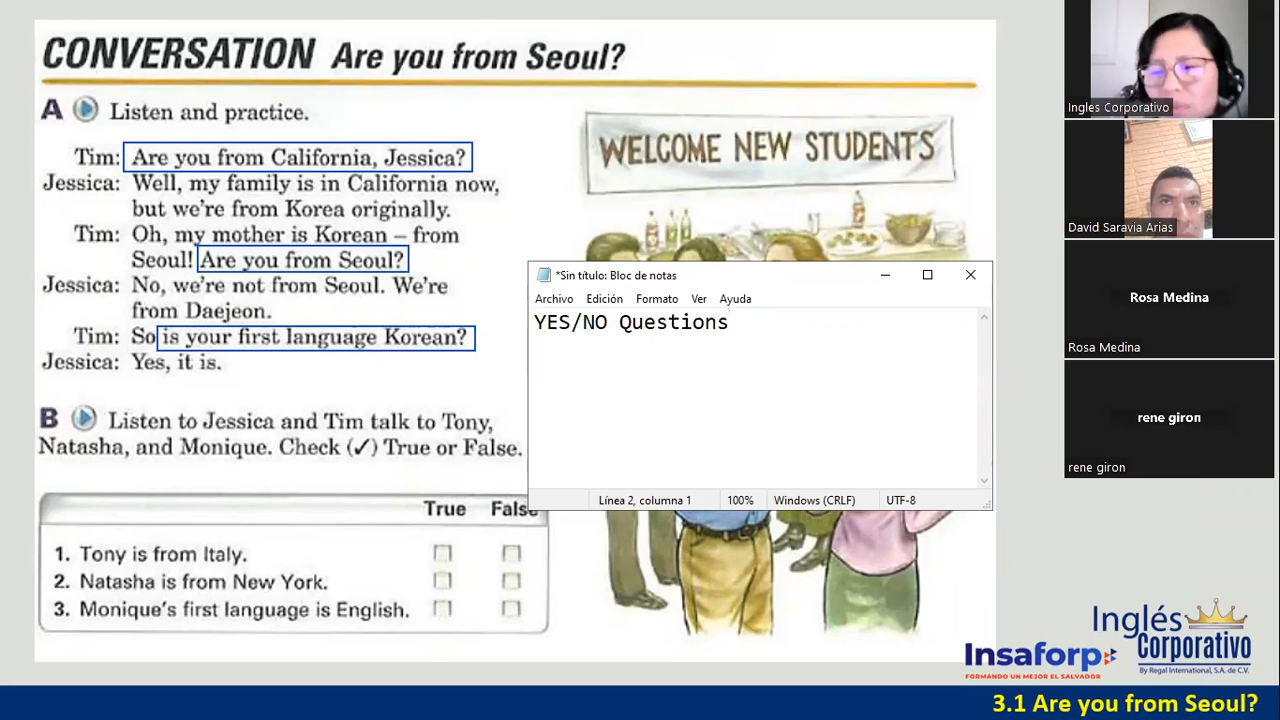 CONVERSATION Are you from Seoul?
A Listen and practice.
Tim: Are you from California, Jessica?
Jessica: Well, my family is in California now,
but we're from Korea originally.
Tim: Oh, my mother is Korean – from
Seoul! Are you from Seoul?
Jessica: No, we're not from Seoul. We're
from Daejeon.
Tim: So is your first language Korean?
Jessica: Yes, it is.
B Listen to Jessica and Tim talk to Tony,
Natasha, and Monique. Check (✓) True or False.
True False
1. Tony is from Italy.
2. Natasha is from New York.
3. Monique's first language is English.
WELCOME NEW STUDENTS
*Sin título: Bloc de notas
Archivo Edición Formato Ver Ayuda
YES/NO Questions
Línea 2, columna 1 100% Windows (CRLF) UTF-8
Ingles Corporativo
David Saravia Arias
Rosa Medina
Rosa Medina
rene giron
rene giron
Insaforp
FORMANDO UN MEJOR EL SALVADOR
Inglés
Corporativo
By Regal International, S.A. de C.V.
3.1 Are you from Seoul?